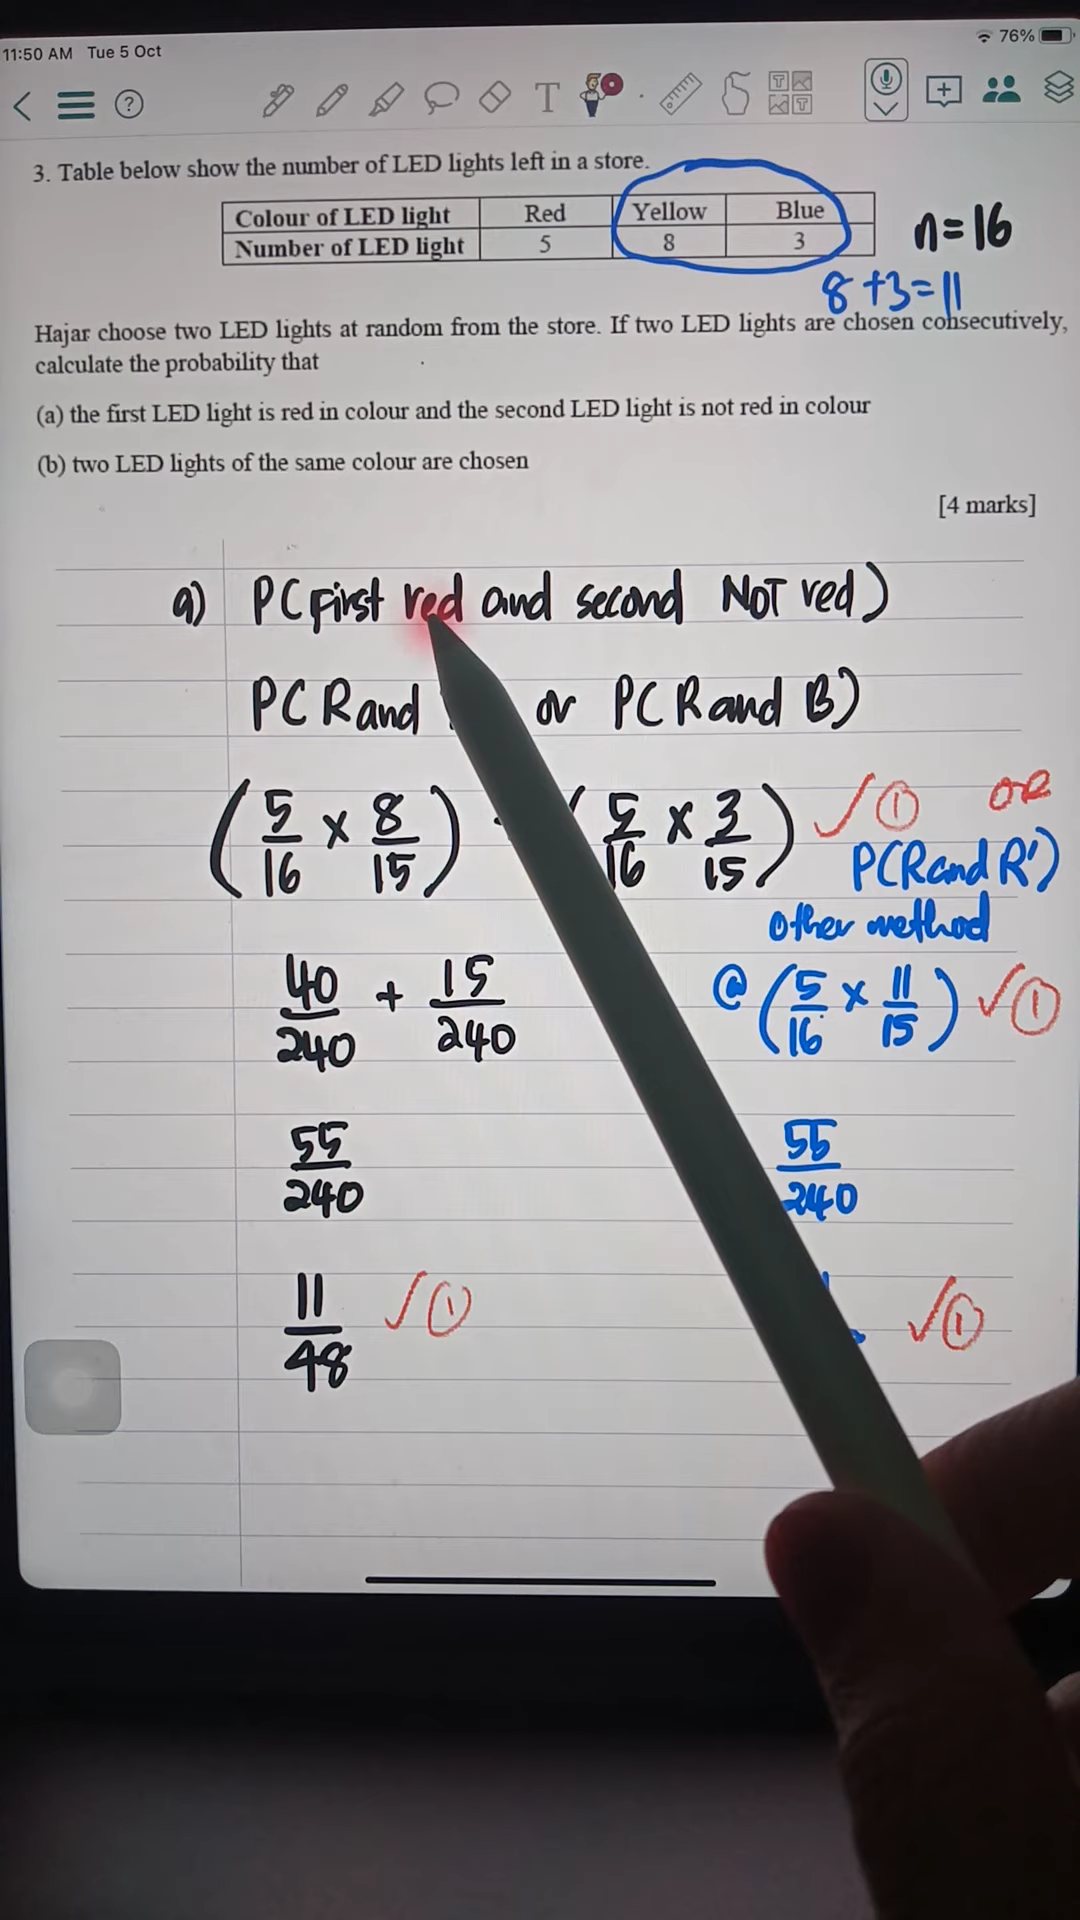 11:50 AM Tue 5 Oct
76%
3. Table below show the number of LED lights left in a store.
Colour of LED light Red Yellow Blue
Number of LED light 5 8 3
n=16
8+3=11
Hajar choose two LED lights at random from the store. If two LED lights are chosen consecutively,
calculate the probability that
(a) the first LED light is red in colour and the second LED light is not red in colour
(b) two LED lights of the same colour are chosen
[4 marks]
a) P(First red and second NOT red)
P(R and or P(R and B)
(5/16 × 8/15) (5/16 × 3/15) ✓① OR
P(R and R')
other method
40/240 + 15/240 @ (5/16 × 11/15) ✓①
55/240 55/240
11/48 ✓① ✓①